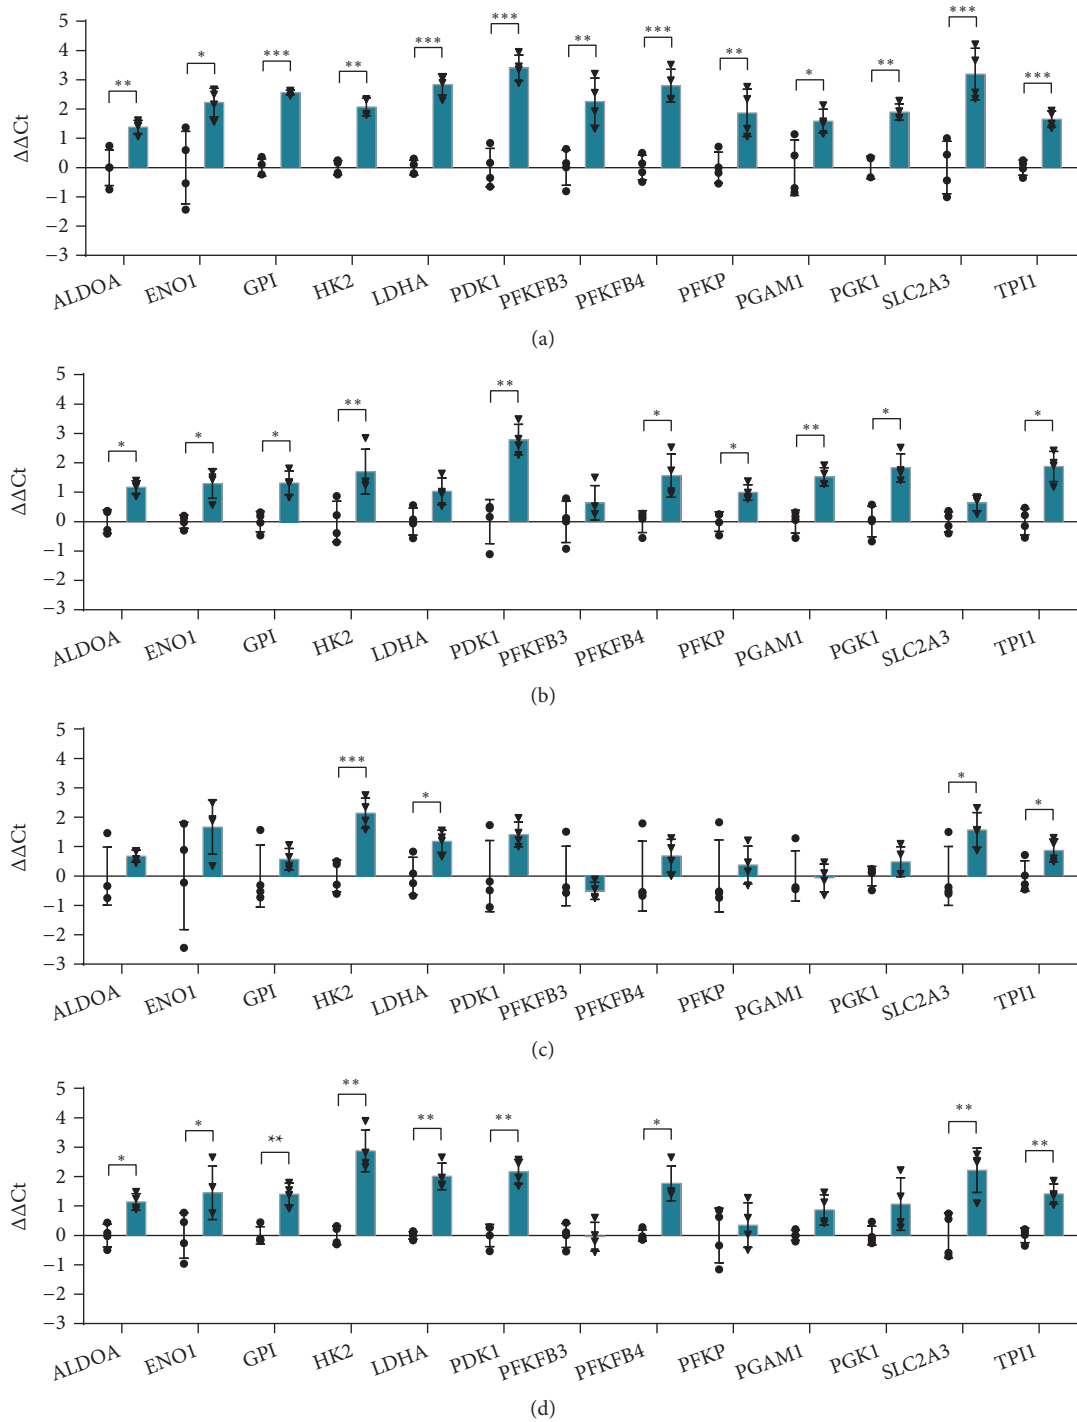 5
4
3
2
1
0
−1
−2
−3
ΔΔCt
** * *** ** *** *** ** *** ** * ** *** ***
ALDOA ENO1 GPI HK2 LDHA PDK1 PFKFB3 PFKFB4 PFKP PGAM1 PGK1 SLC2A3 TPI1
(a)
5
4
3
2
1
0
−1
−2
−3
ΔΔCt
* * * ** ** * * ** * *
ALDOA ENO1 GPI HK2 LDHA PDK1 PFKFB3 PFKFB4 PFKP PGAM1 PGK1 SLC2A3 TPI1
(b)
5
4
3
2
1
0
−1
−2
−3
ΔΔCt
*** * * *
ALDOA ENO1 GPI HK2 LDHA PDK1 PFKFB3 PFKFB4 PFKP PGAM1 PGK1 SLC2A3 TPI1
(c)
5
4
3
2
1
0
−1
−2
−3
ΔΔCt
* * ** ** ** ** * ** **
ALDOA ENO1 GPI HK2 LDHA PDK1 PFKFB3 PFKFB4 PFKP PGAM1 PGK1 SLC2A3 TPI1
(d)